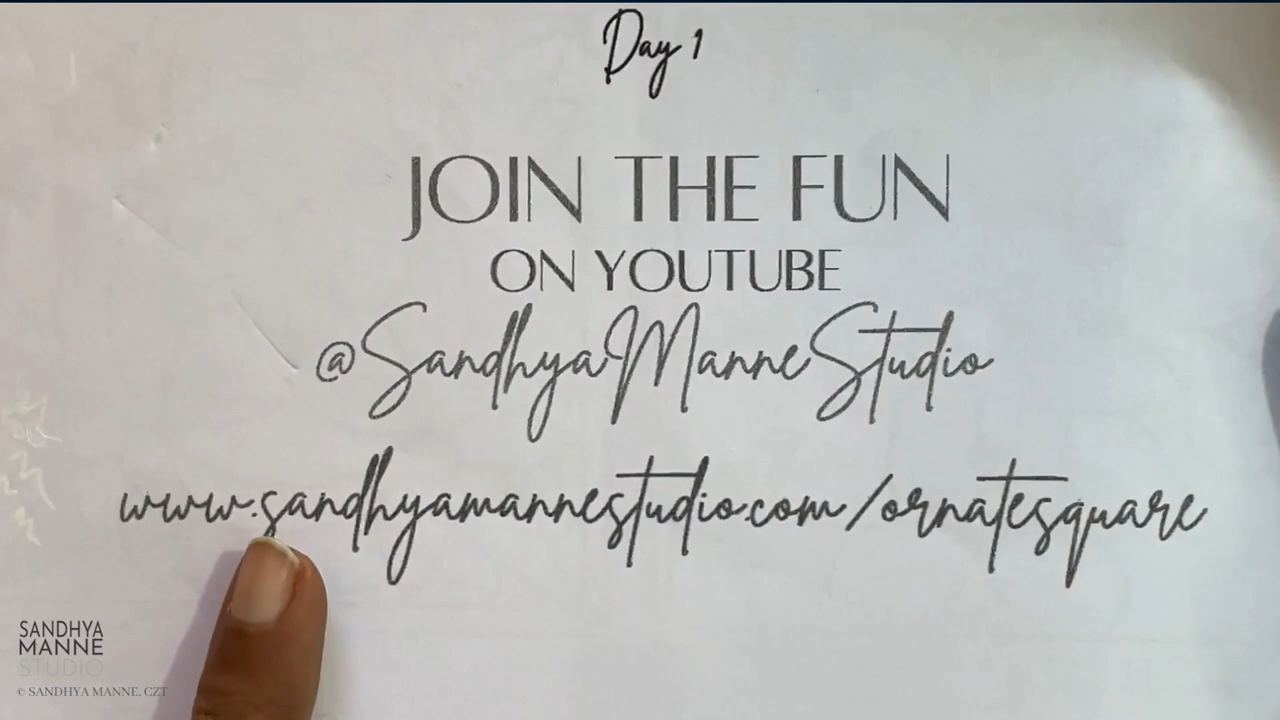 Day 1
JOIN THE FUN
ON YOUTUBE
@SandhyaManneStudio
www.sandhyamannestudio.com/ornatesquare
SANDHYA
MANNE
STUDIO
© SANDHYA MANNE, CZT